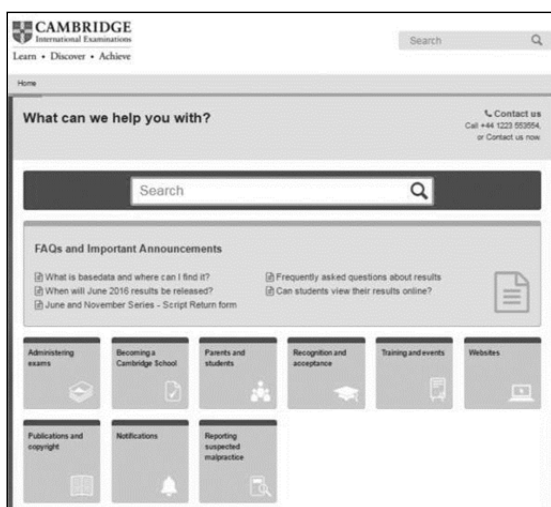 CAMBRIDGE
International Examinations
Learn • Discover • Achieve
Search
Home
What can we help you with?
Contact us
Call +44 1223 553554,
or Contact us now.
Search
FAQs and Important Announcements
What is basedata and where can I find it?
Frequently asked questions about results
When will June 2016 results be released?
Can students view their results online?
June and November Series - Script Return form
Administering
exams
Becoming a
Cambridge School
Parents and
students
Recognition and
acceptance
Training and events
Websites
Publications and
copyright
Notifications
Reporting
suspected
malpractice